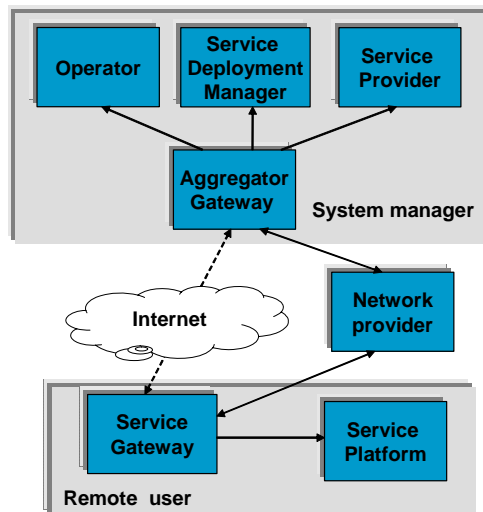 Operator
Service
Deployment
Manager
Service
Provider
Aggregator
Gateway
System manager
Internet
Network
provider
Service
Gateway
Service
Platform
Remote user